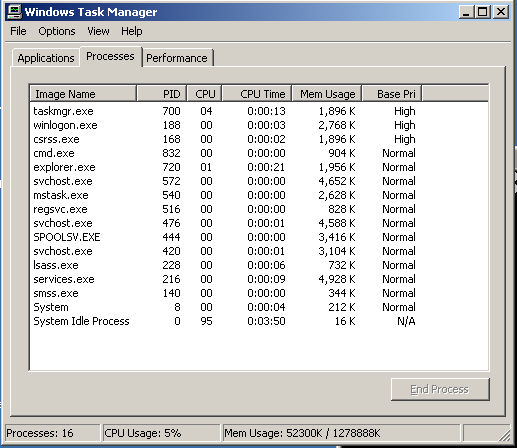 Windows Task Manager
File Options View Help
Applications Processes Performance
Image Name PID CPU CPU Time Mem Usage Base Pri
taskmgr.exe 700 04 0:00:13 1,896 K High
winlogon.exe 188 00 0:00:03 2,768 K High
csrss.exe 168 00 0:00:02 1,896 K High
cmd.exe 832 00 0:00:00 904 K Normal
explorer.exe 720 01 0:00:21 1,956 K Normal
svchost.exe 572 00 0:00:00 4,652 K Normal
mstask.exe 540 00 0:00:00 2,628 K Normal
regsvc.exe 516 00 0:00:00 828 K Normal
svchost.exe 476 00 0:00:01 4,588 K Normal
SPOOLSV.EXE 444 00 0:00:00 3,416 K Normal
svchost.exe 420 00 0:00:01 3,104 K Normal
lsass.exe 228 00 0:00:06 732 K Normal
services.exe 216 00 0:00:09 4,928 K Normal
smss.exe 140 00 0:00:00 344 K Normal
System 8 00 0:00:04 212 K Normal
System Idle Process 0 95 0:03:50 16 K N/A
End Process
Processes: 16 CPU Usage: 5% Mem Usage: 52300K / 1278888K